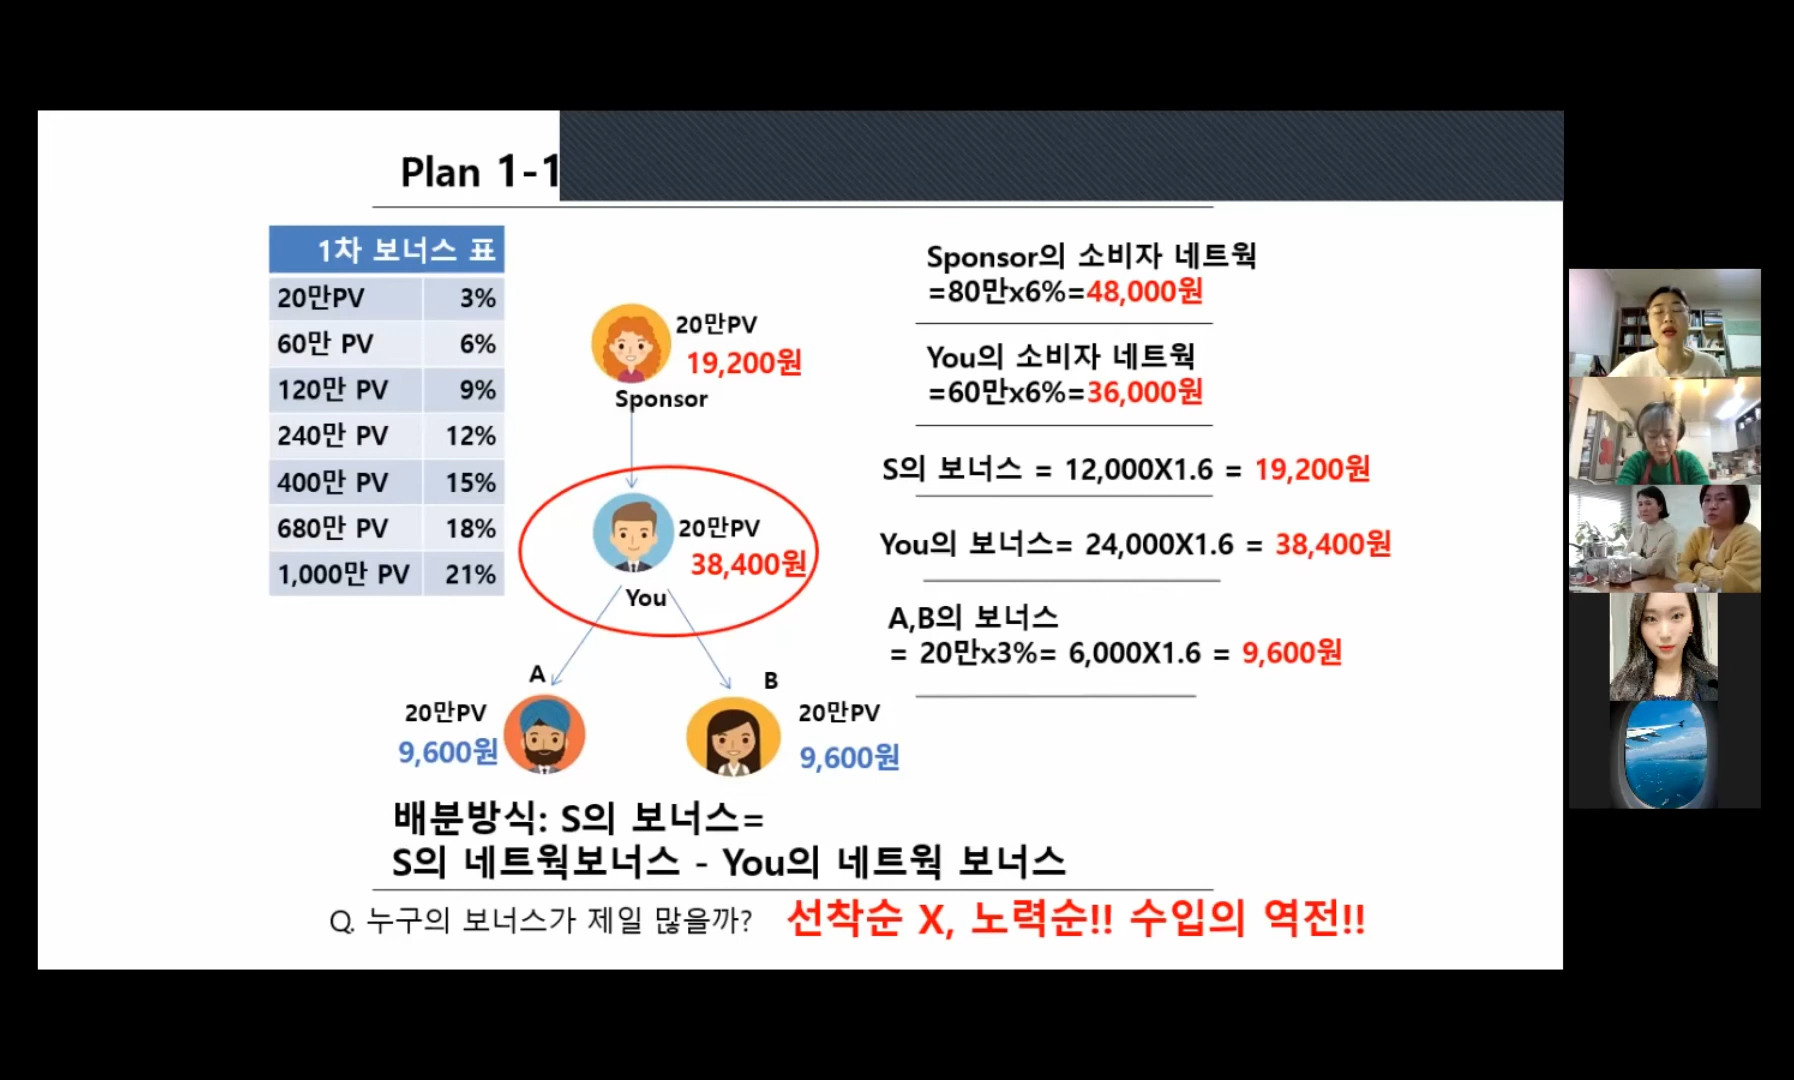 Plan 1-1
1차 보너스 표
20만PV 3%
60만 PV 6%
120만 PV 9%
240만 PV 12%
400만 PV 15%
680만 PV 18%
1,000만 PV 21%
20만PV
19,200원
Sponsor
20만PV
38,400원
You
A
20만PV
9,600원
B
20만PV
9,600원
Sponsor의 소비자 네트웍
=80만x6%=48,000원
You의 소비자 네트웍
=60만x6%=36,000원
S의 보너스 = 12,000X1.6 = 19,200원
You의 보너스= 24,000X1.6 = 38,400원
A,B의 보너스
= 20만x3%= 6,000X1.6 = 9,600원
배분방식: S의 보너스=
S의 네트웍보너스 - You의 네트웍 보너스
Q. 누구의 보너스가 제일 많을까? 선착순 X, 노력순!! 수입의 역전!!